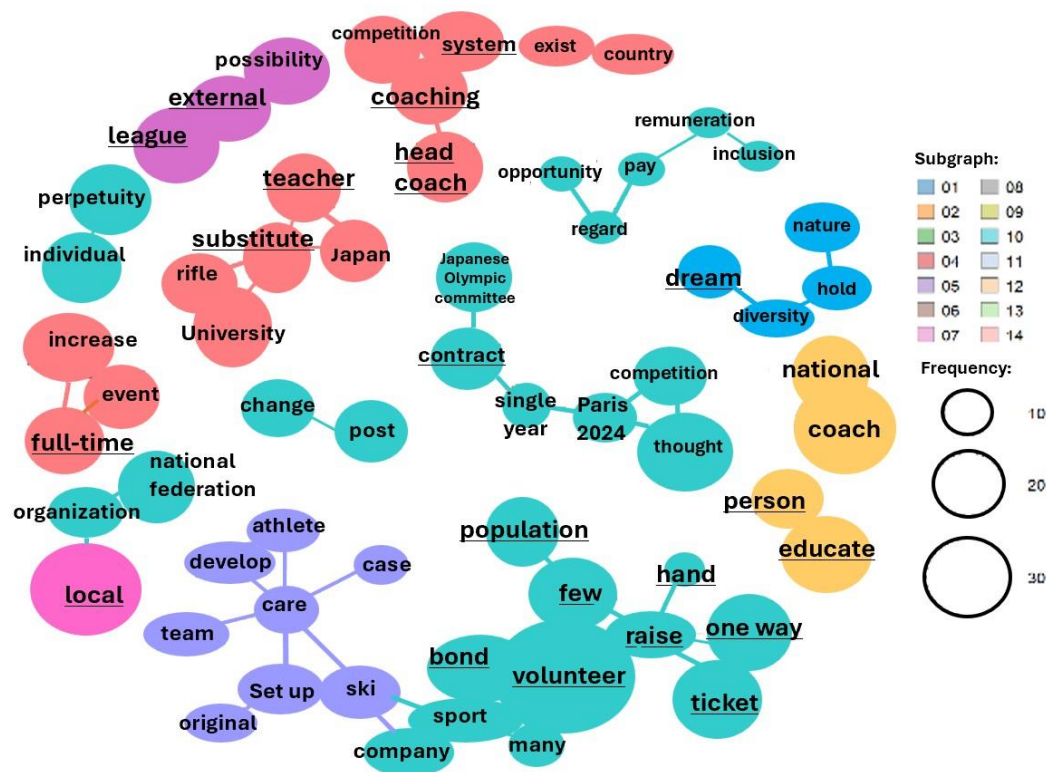 competition
system
exist
country
possibility
external
league
coaching
head
coach
remuneration
inclusion
opportunity
pay
regard
teacher
substitute
Japan
rifle
University
perpetuity
individual
Japanese
Olympic
committee
contract
single
year
Paris
2024
competition
thought
nature
dream
hold
diversity
Subgraph:
01
08
02
09
03
10
04
11
05
12
06
13
07
14
increase
event
full-time
change
post
national
coach
person
educate
Frequency:
10
20
30
national
federation
organization
local
athlete
develop
case
care
team
Set up
ski
original
company
population
few
hand
raise
one way
bond
volunteer
ticket
sport
many